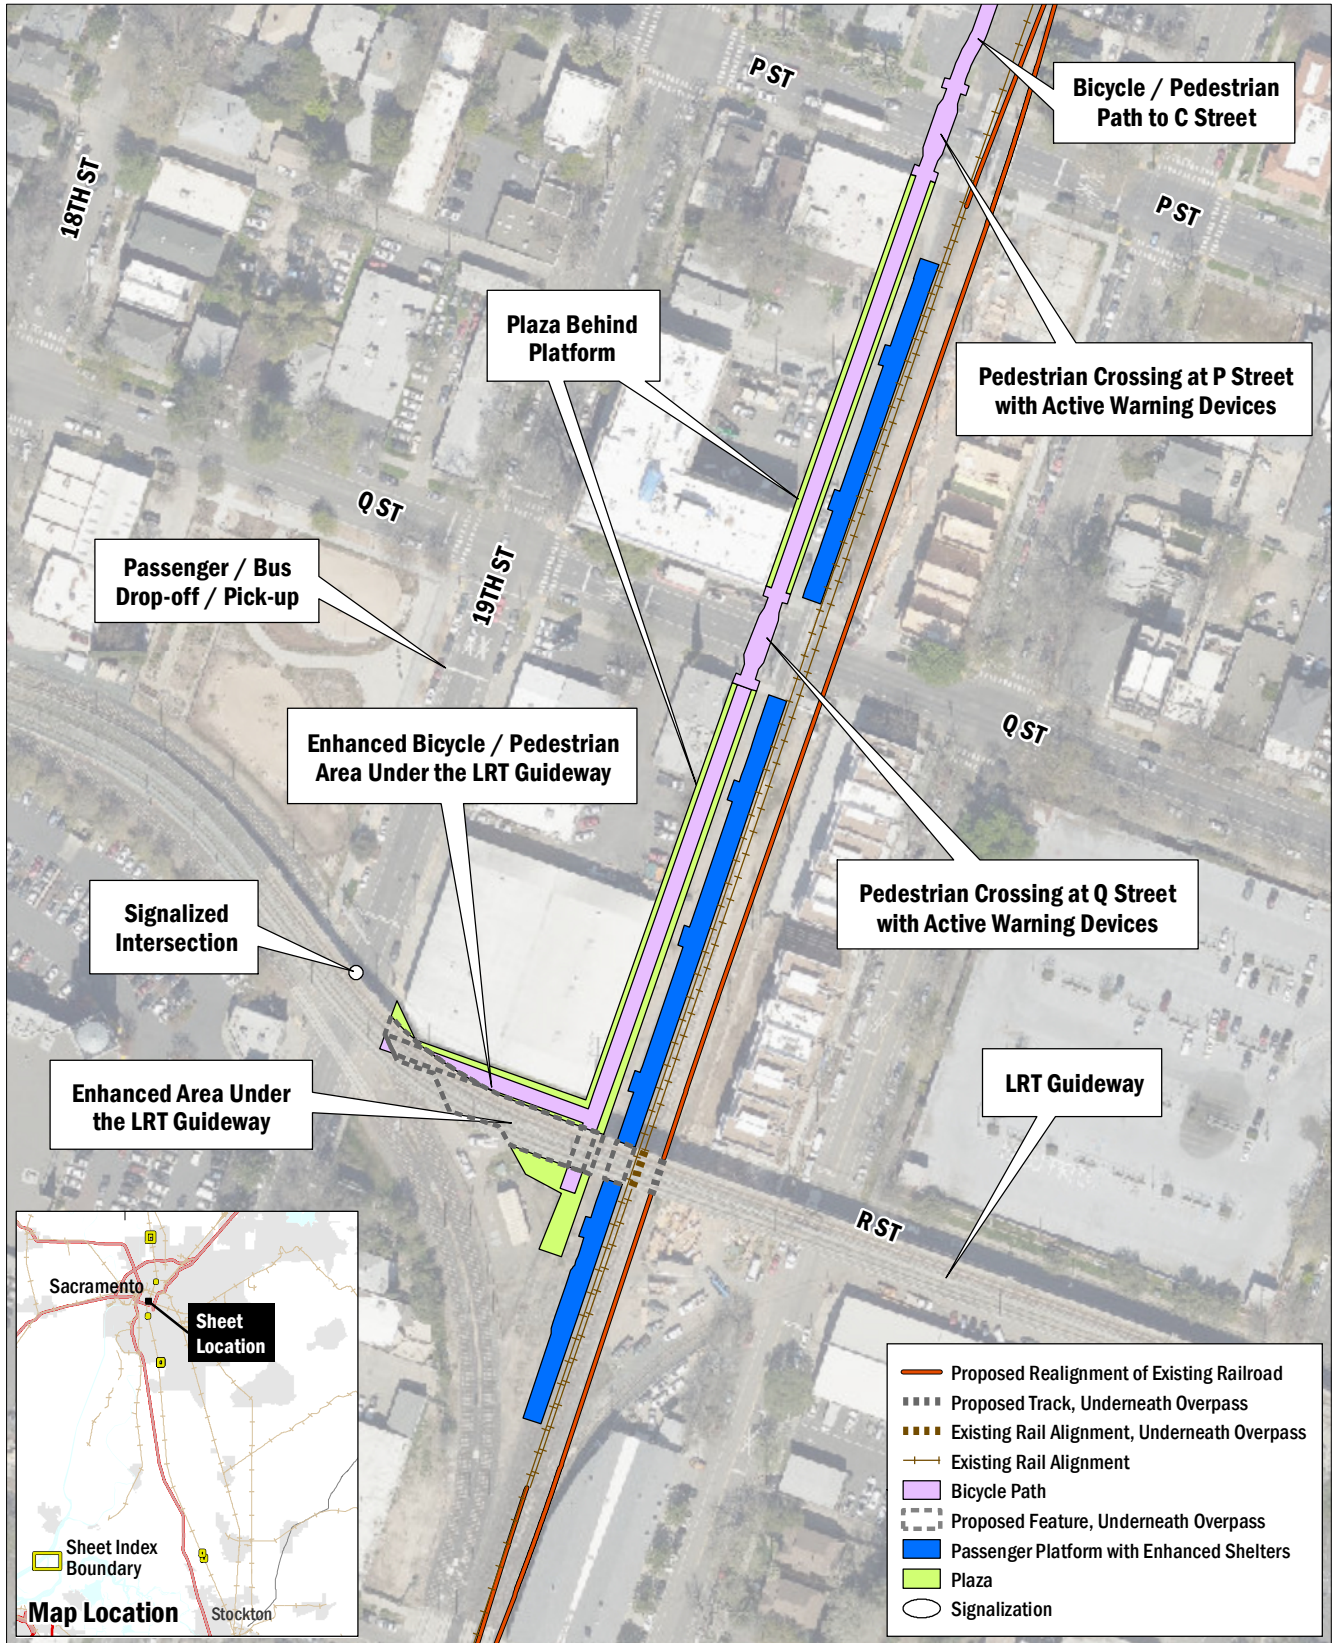 P ST
Bicycle / Pedestrian
Path to C Street
18TH ST
P ST
Plaza Behind
Platform
Pedestrian Crossing at P Street
with Active Warning Devices
Q ST
Passenger / Bus
Drop-off / Pick-up
19TH ST
Enhanced Bicycle / Pedestrian
Area Under the LRT Guideway
Q ST
Pedestrian Crossing at Q Street
with Active Warning Devices
Signalized
Intersection
Enhanced Area Under
the LRT Guideway
LRT Guideway
R ST
Sacramento
Sheet
Location
Sheet Index
Boundary
Map Location
Stockton
Proposed Realignment of Existing Railroad
Proposed Track, Underneath Overpass
Existing Rail Alignment, Underneath Overpass
Existing Rail Alignment
Bicycle Path
Proposed Feature, Underneath Overpass
Passenger Platform with Enhanced Shelters
Plaza
Signalization